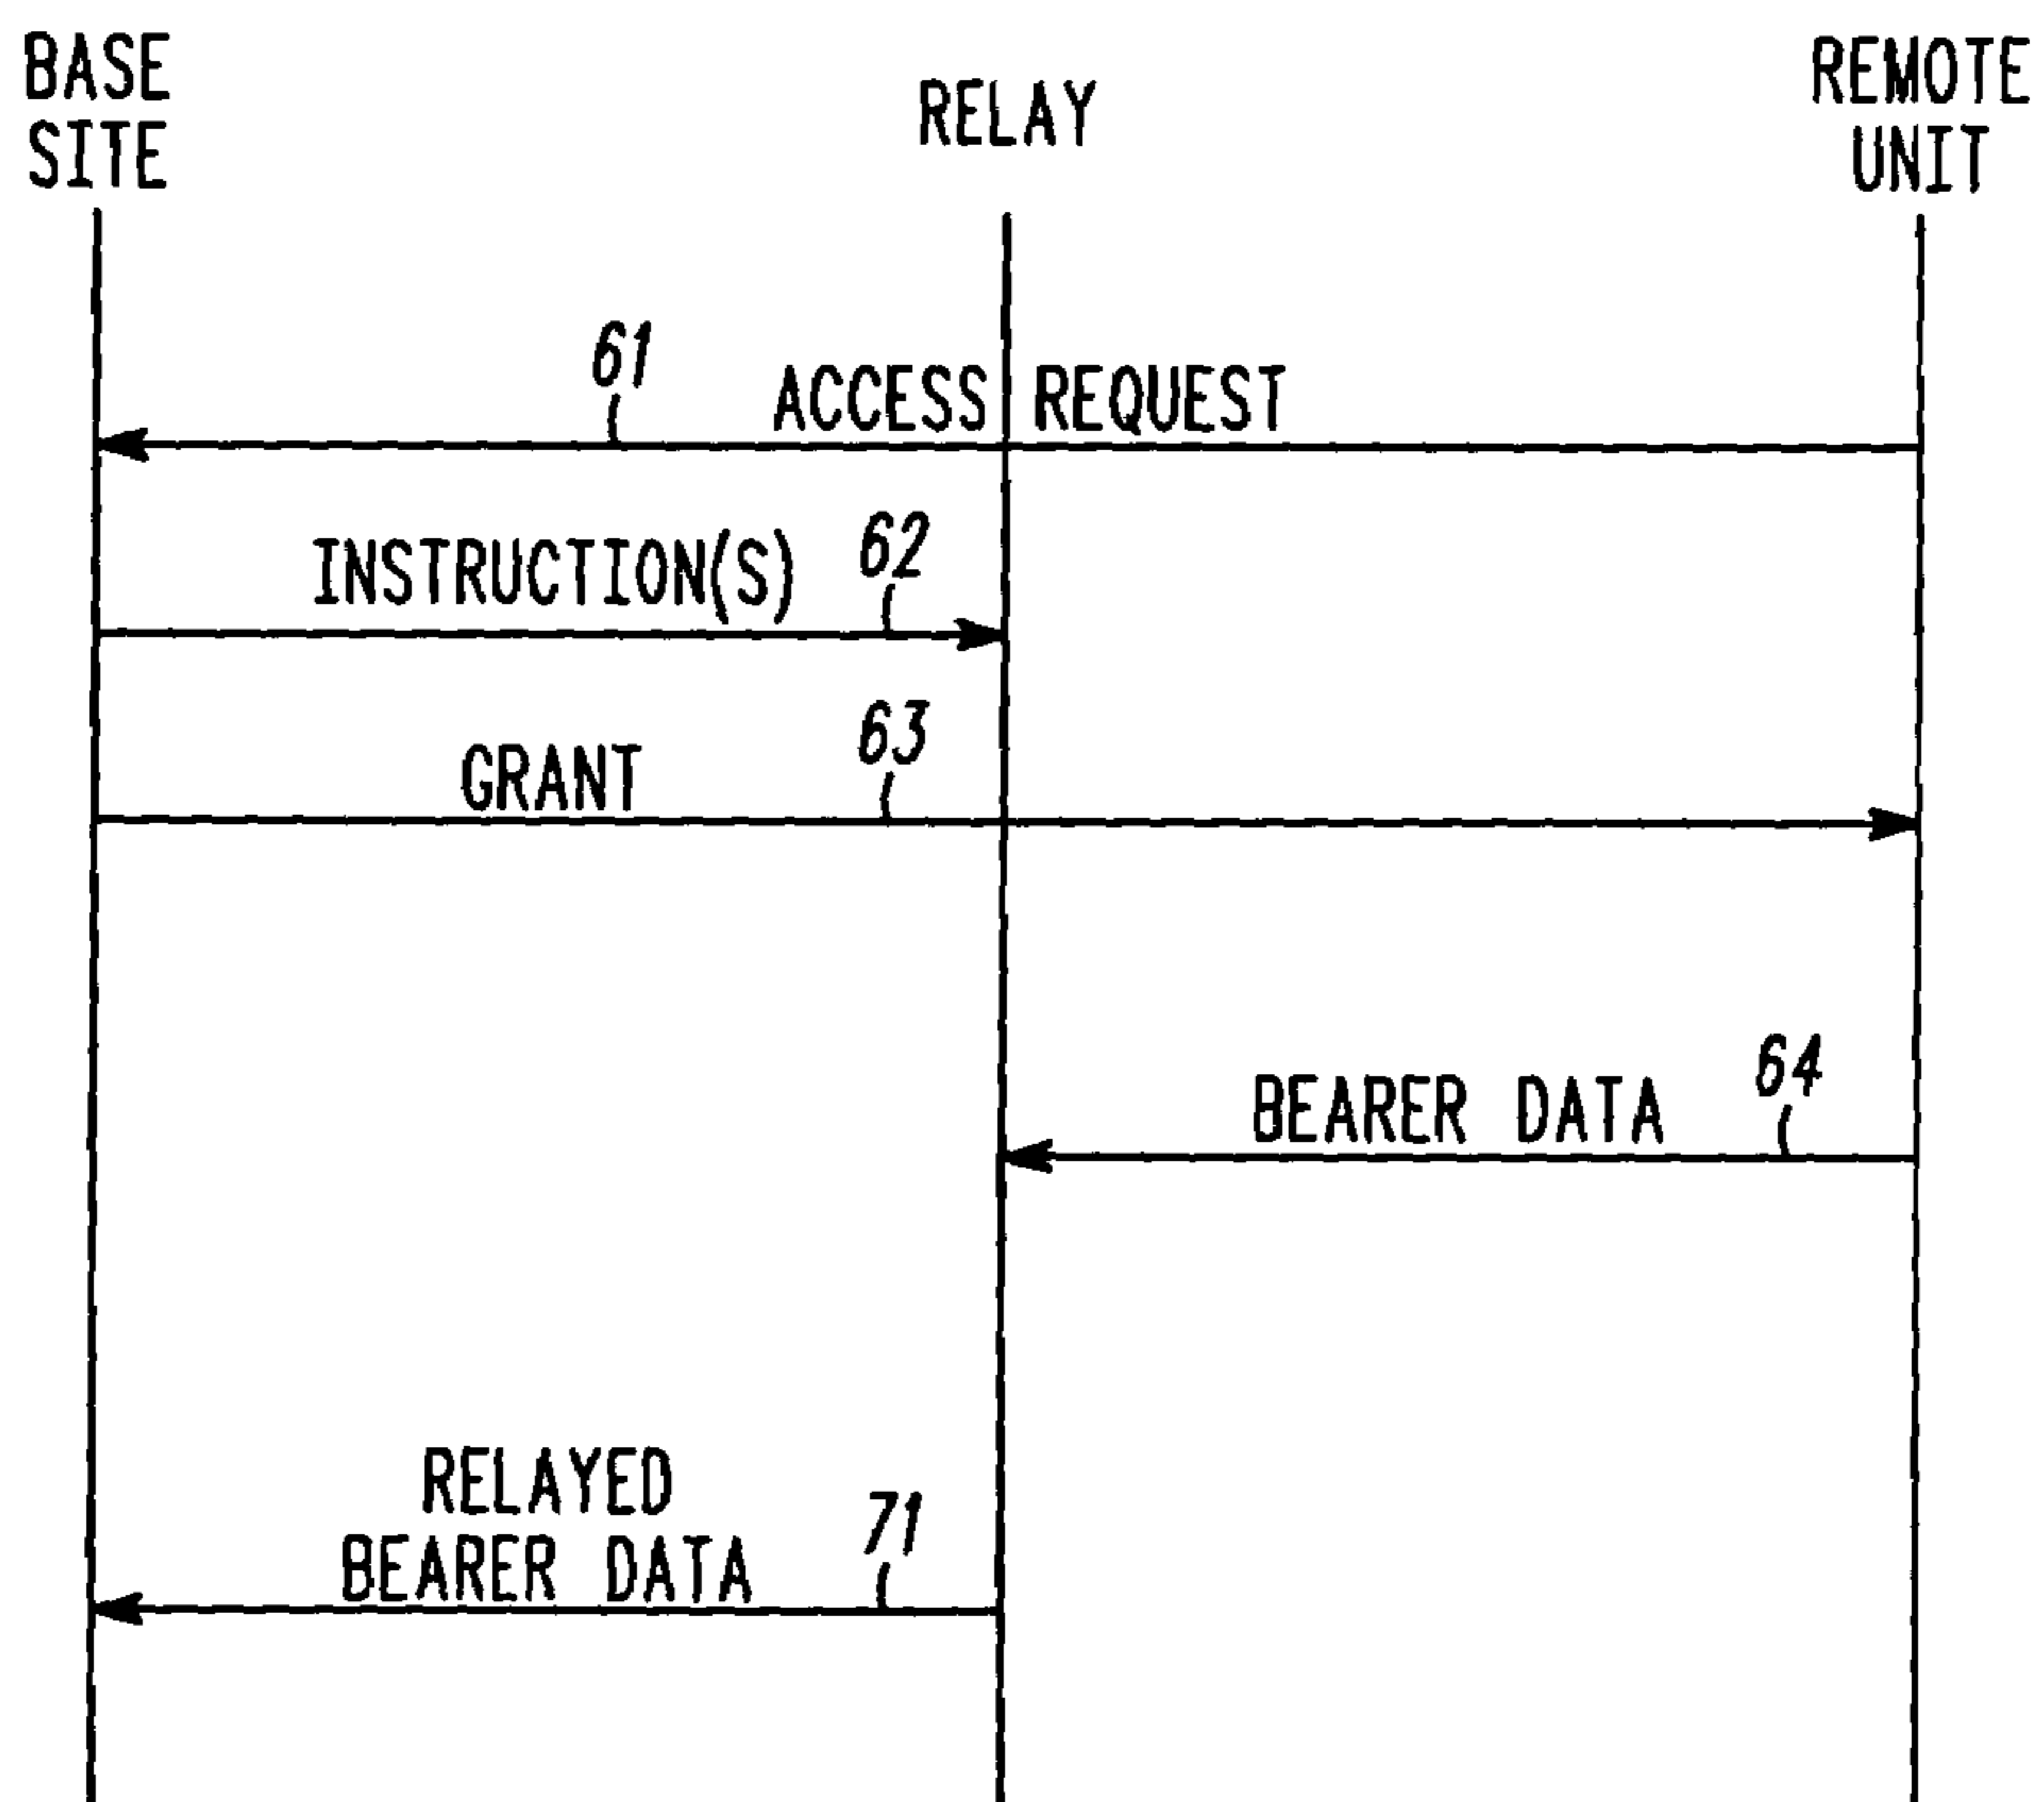 BASE
SITE
RELAY
REMOTE
UNIT
61
ACCESS REQUEST
INSTRUCTION(S)
62
GRANT
63
BEARER DATA
64
RELAYED
BEARER DATA
71